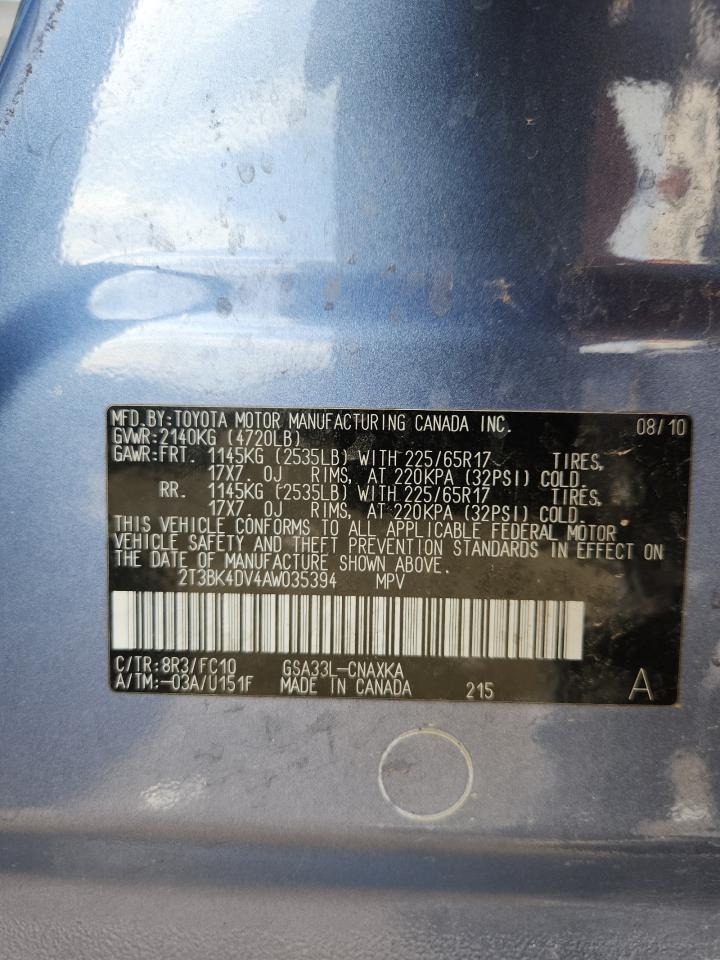 MFD.BY:TOYOTA MOTOR MANUFACTURING CANADA INC. 08/10
GVWR:2140KG (4720LB)
GAWR:FRT. 1145KG (2535LB) WITH 225/65R17 TIRES,
17X7. 0J RIMS, AT 220KPA (32PSI) COLD.
RR. 1145KG (2535LB) WITH 225/65R17 TIRES,
17X7. 0J RIMS, AT 220KPA (32PSI) COLD.
THIS VEHICLE CONFORMS TO ALL APPLICABLE FEDERAL MOTOR
VEHICLE SAFETY AND THEFT PREVENTION STANDARDS IN EFFECT ON
THE DATE OF MANUFACTURE SHOWN ABOVE.
2T3BK4DV4AW035394 MPV
C/TR:8R3/FC10 GSA33L-CNAXKA
A/TM:-03A/U151F MADE IN CANADA 215 A